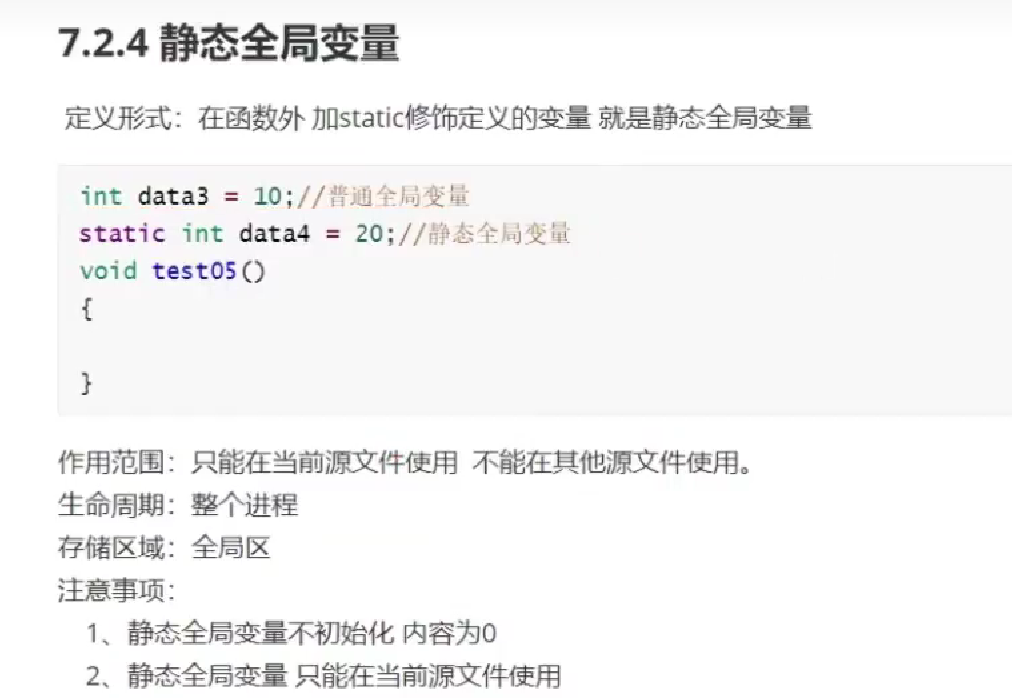 7.2.4 静态全局变量
定义形式：在函数外 加static修饰定义的变量 就是静态全局变量
int data3 = 10;//普通全局变量
static int data4 = 20;//静态全局变量
void test05()
{
}
作用范围：只能在当前源文件使用 不能在其他源文件使用。
生命周期：整个进程
存储区域：全局区
注意事项：
1、静态全局变量不初始化 内容为0
2、静态全局变量 只能在当前源文件使用